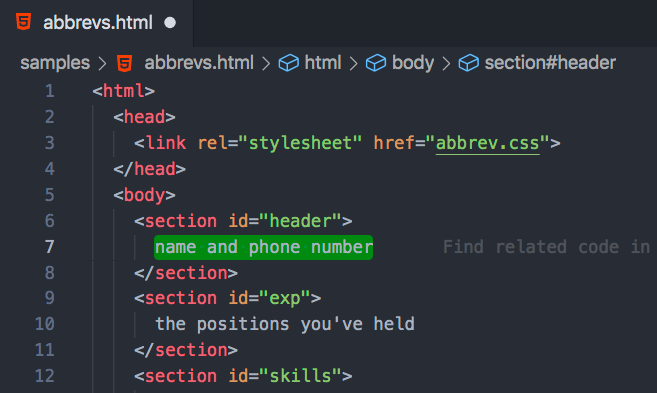 abbrevs.html
samples > abbrevs.html > html > body > section#header
1 <html>
2 <head>
3 <link rel="stylesheet" href="abbrev.css">
4 </head>
5 <body>
6 <section id="header">
7 name and phone number Find related code in
8 </section>
9 <section id="exp">
10 the positions you've held
11 </section>
12 <section id="skills">